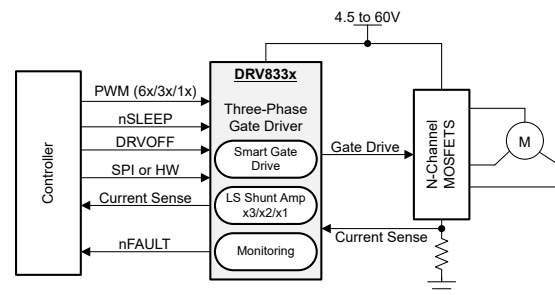 4.5 to 60V
Controller
PWM (6x/3x/1x)
nSLEEP
DRVOFF
SPI or HW
Current Sense
nFAULT
DRV833x
Three-Phase
Gate Driver
Smart Gate
Drive
LS Shunt Amp
x3/x2/x1
Monitoring
Gate Drive
Current Sense
N-Channel
MOSFETS
M